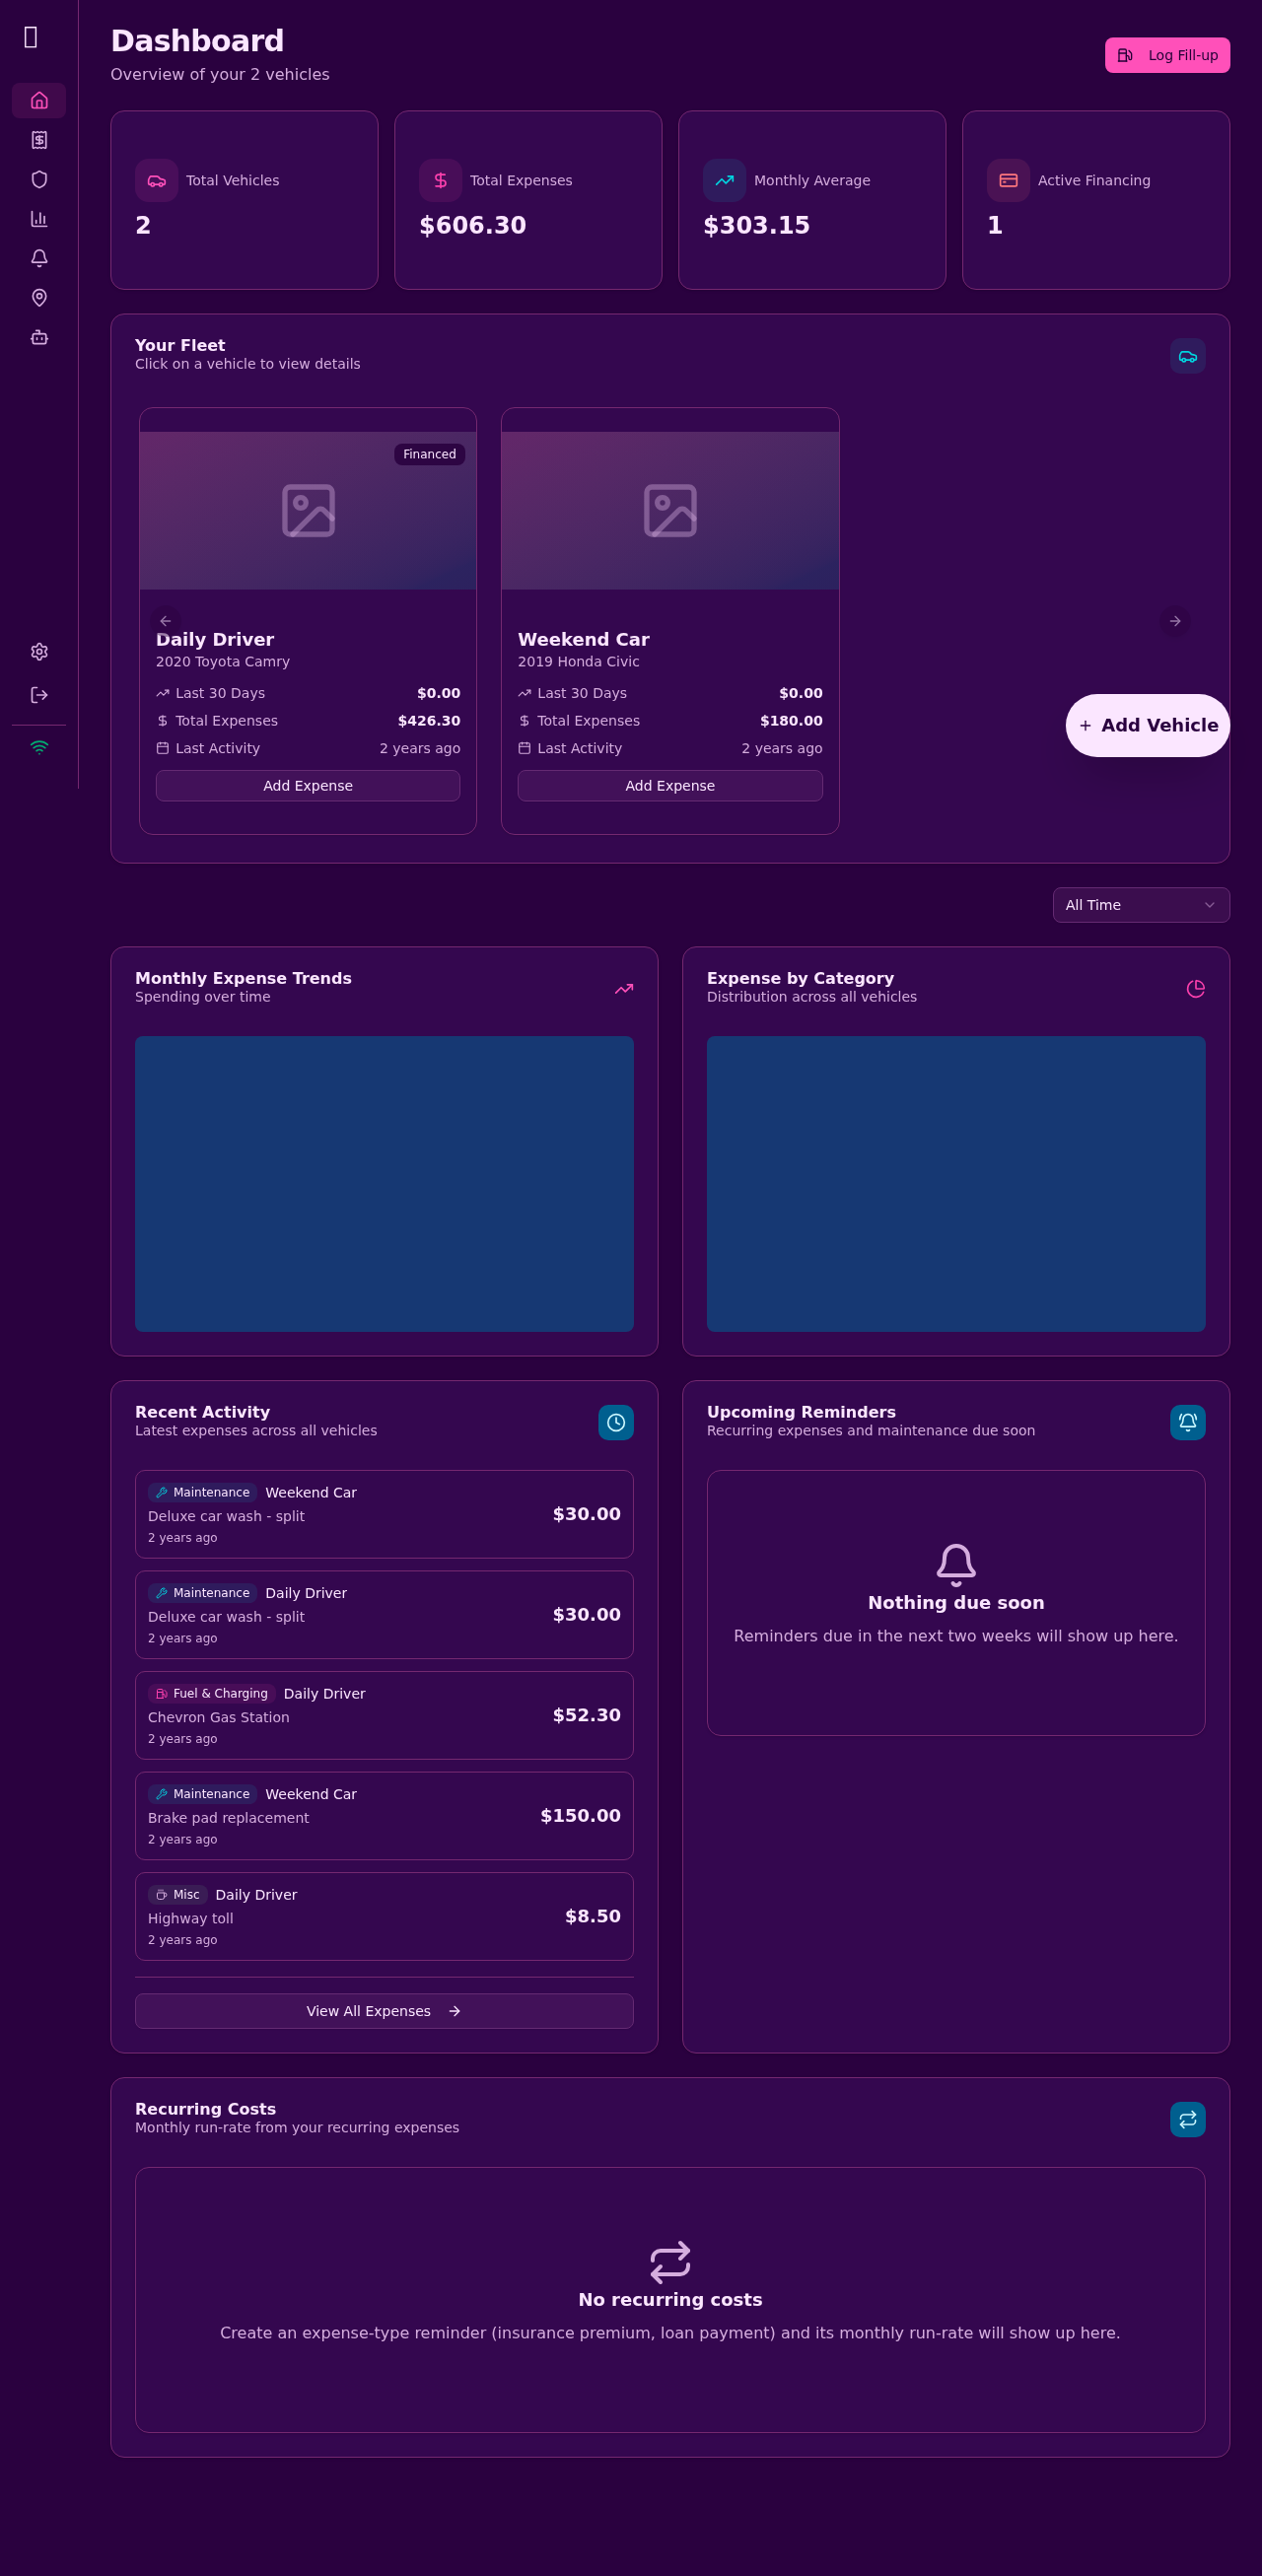 Dashboard
Overview of your 2 vehicles
Log Fill-up
Total Vehicles
2
Total Expenses
$606.30
Monthly Average
$303.15
Active Financing
1
Your Fleet
Click on a vehicle to view details
Financed
Daily Driver
2020 Toyota Camry
Last 30 Days $0.00
Total Expenses $426.30
Last Activity 2 years ago
Add Expense
Weekend Car
2019 Honda Civic
Last 30 Days $0.00
Total Expenses $180.00
Last Activity 2 years ago
Add Expense
+ Add Vehicle
All Time
Monthly Expense Trends
Spending over time
Expense by Category
Distribution across all vehicles
Recent Activity
Latest expenses across all vehicles
Maintenance Weekend Car
Deluxe car wash - split
2 years ago
$30.00
Maintenance Daily Driver
Deluxe car wash - split
2 years ago
$30.00
Fuel & Charging Daily Driver
Chevron Gas Station
2 years ago
$52.30
Maintenance Weekend Car
Brake pad replacement
2 years ago
$150.00
Misc Daily Driver
Highway toll
2 years ago
$8.50
View All Expenses
Upcoming Reminders
Recurring expenses and maintenance due soon
Nothing due soon
Reminders due in the next two weeks will show up here.
Recurring Costs
Monthly run-rate from your recurring expenses
No recurring costs
Create an expense-type reminder (insurance premium, loan payment) and its monthly run-rate will show up here.